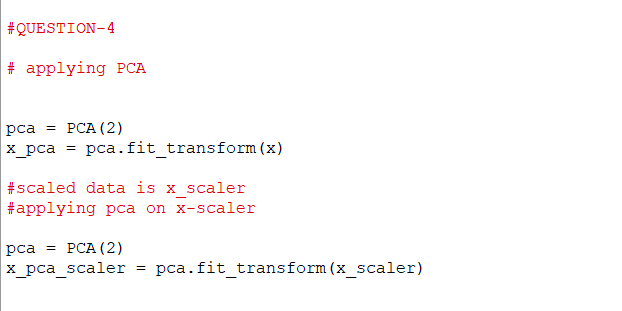 #QUESTION-4
# applying PCA
pca = PCA(2)
x_pca = pca.fit_transform(x)
#scaled data is x_scaler
#applying pca on x-scaler
pca = PCA(2)
x_pca_scaler = pca.fit_transform(x_scaler)